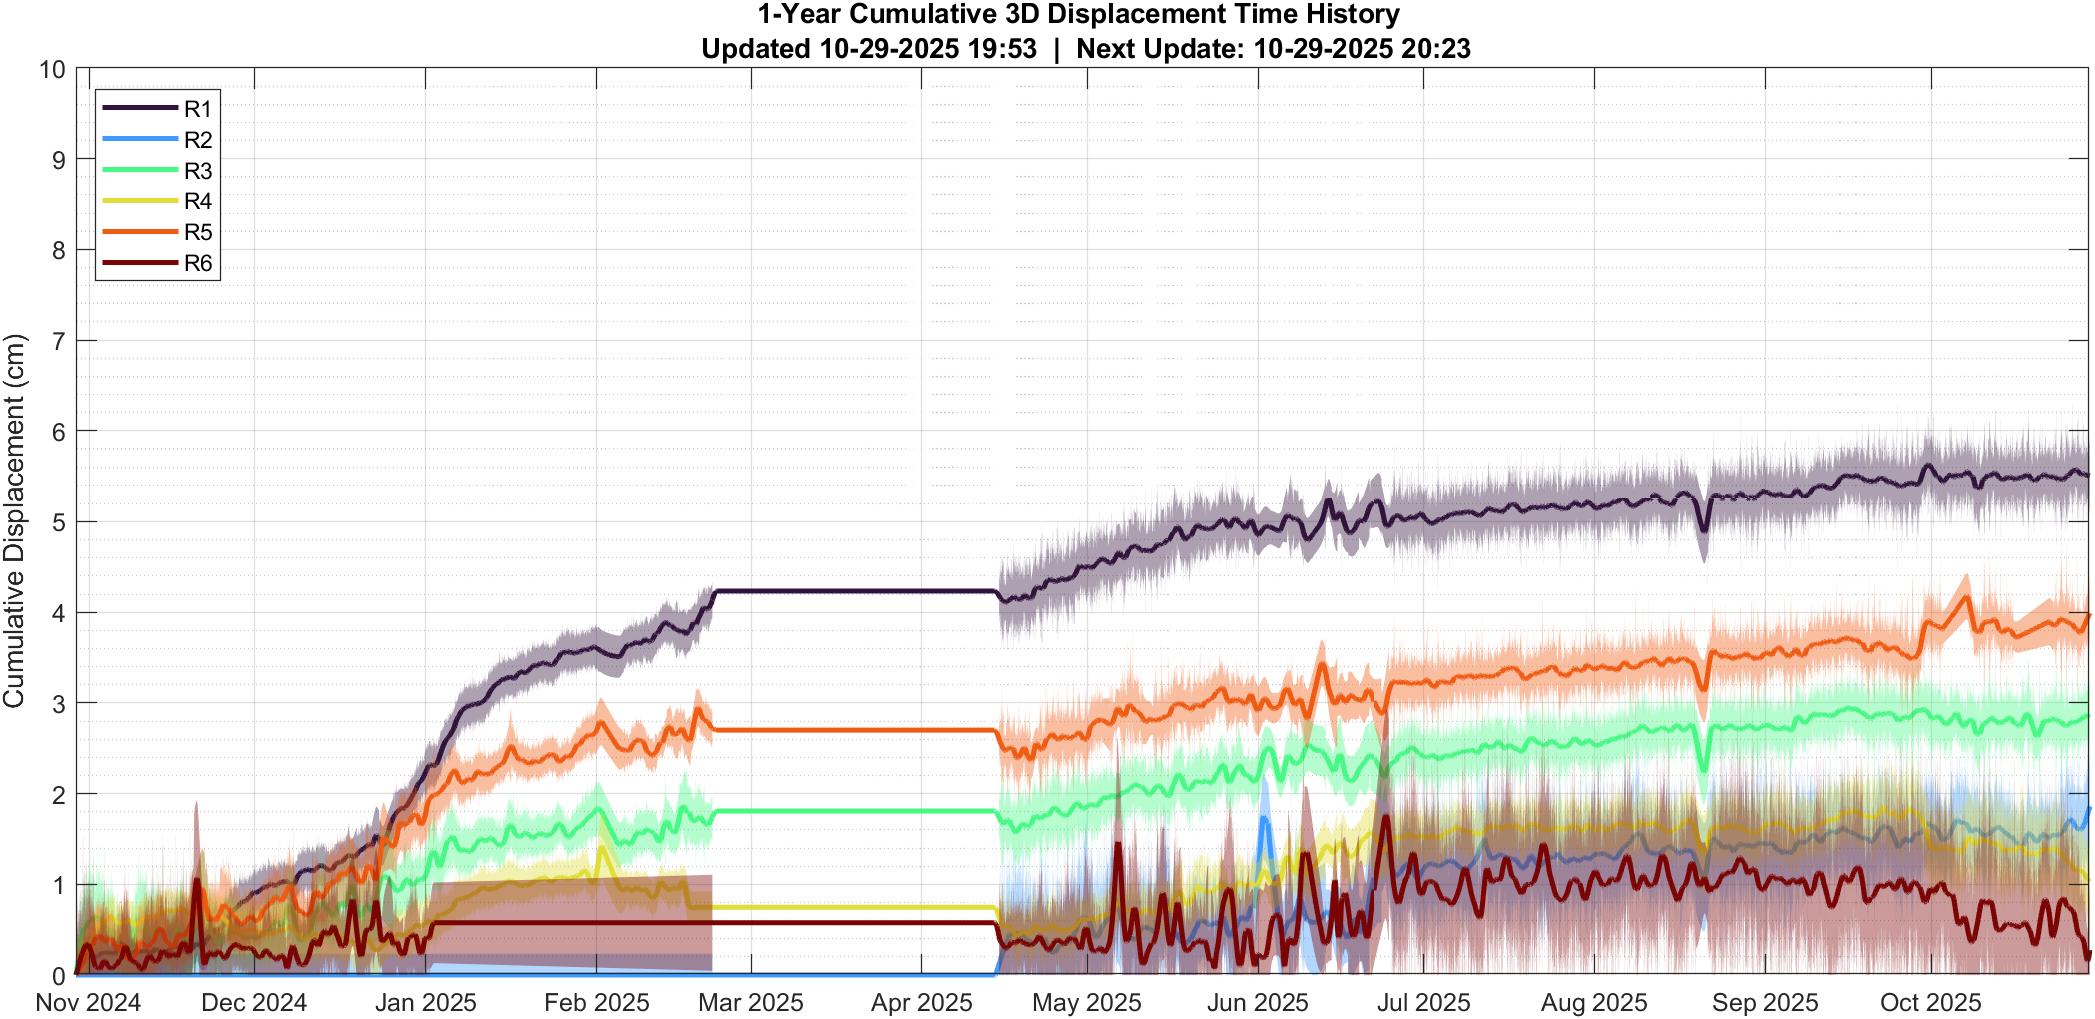 1-Year Cumulative 3D Displacement Time History
Updated 10-29-2025 19:53 | Next Update: 10-29-2025 20:23
Cumulative Displacement (cm)
10
9
8
7
6
5
4
3
2
1
0
R1
R2
R3
R4
R5
R6
Nov 2024 Dec 2024 Jan 2025 Feb 2025 Mar 2025 Apr 2025 May 2025 Jun 2025 Jul 2025 Aug 2025 Sep 2025 Oct 2025